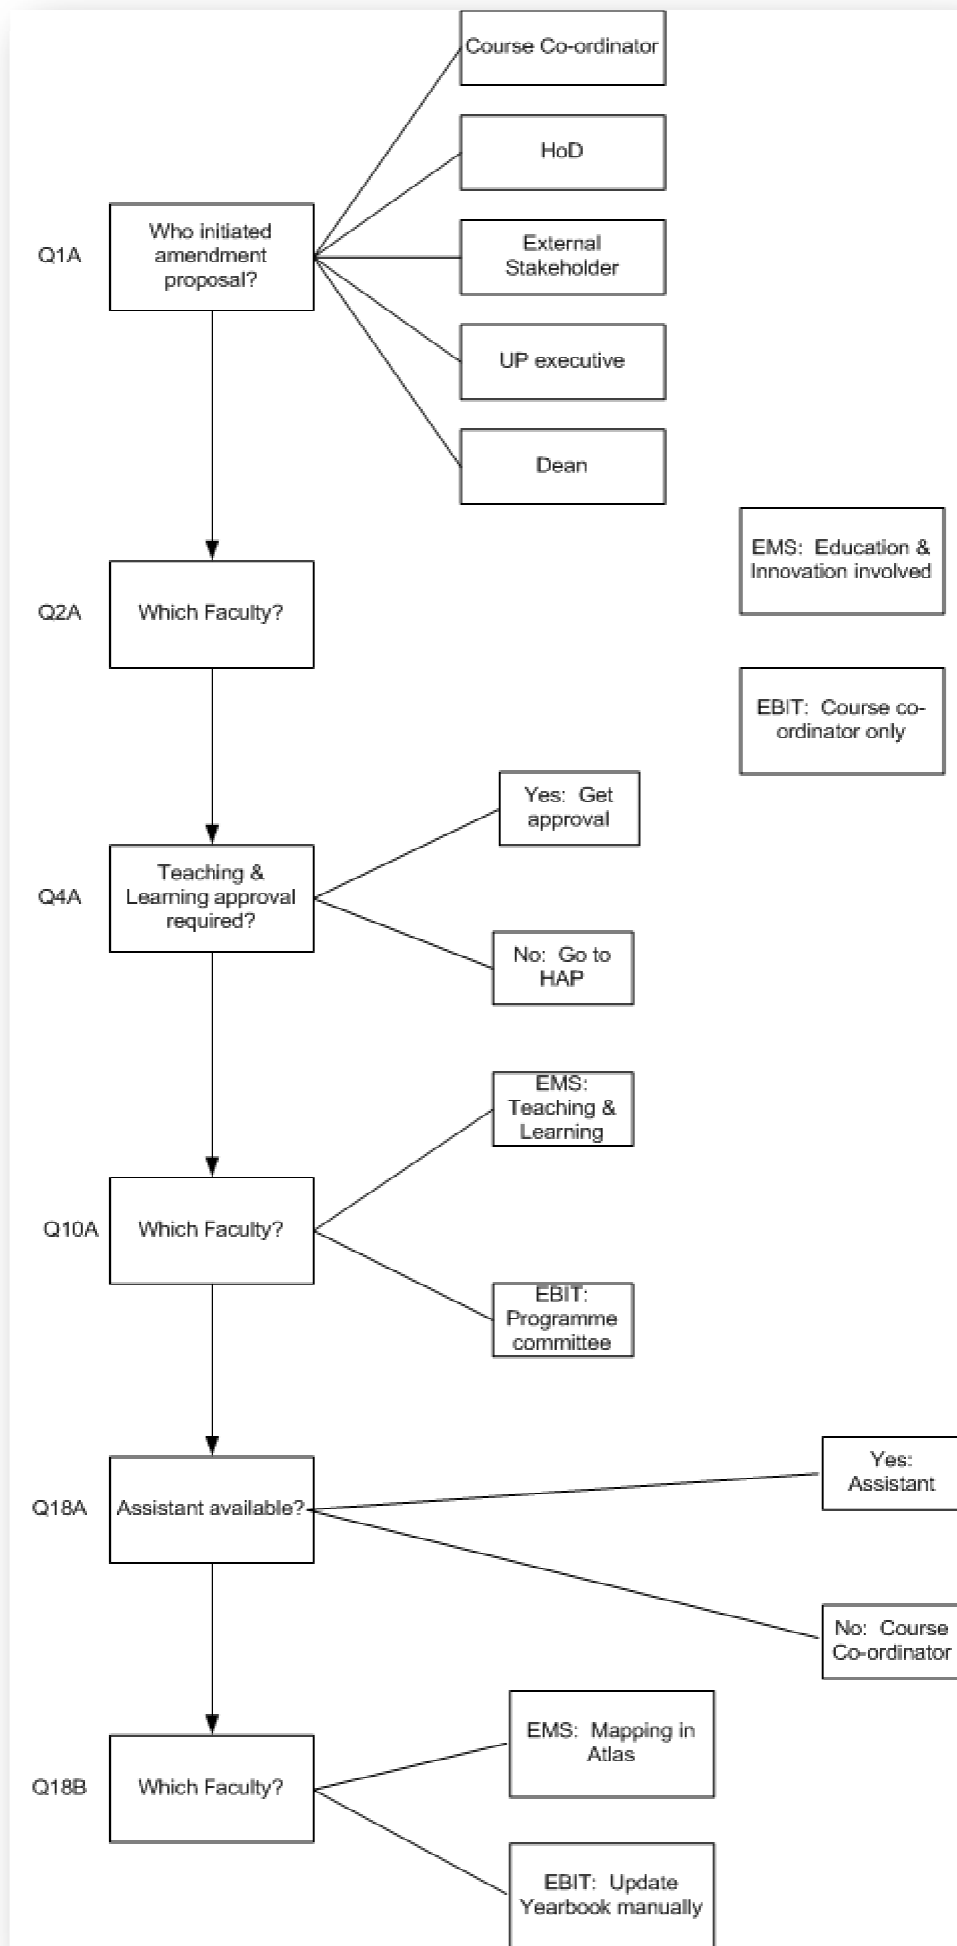 Course Co-ordinator
HoD
Q1A
Who initiated
amendment
proposal?
External
Stakeholder
UP executive
Dean
EMS:  Education &
Innovation involved
Q2A
Which Faculty?
EBIT:  Course co-
ordinator only
Yes:  Get
approval
Q4A
Teaching &
Learning approval
required?
No:  Go to
HAP
EMS:
Teaching &
Learning
Q10A
Which Faculty?
EBIT:
Programme
committee
Yes:
Assistant
Q18A
Assistant available?
No:  Course
Co-ordinator
EMS:  Mapping in
Atlas
Q18B
Which Faculty?
EBIT:  Update
Yearbook manually